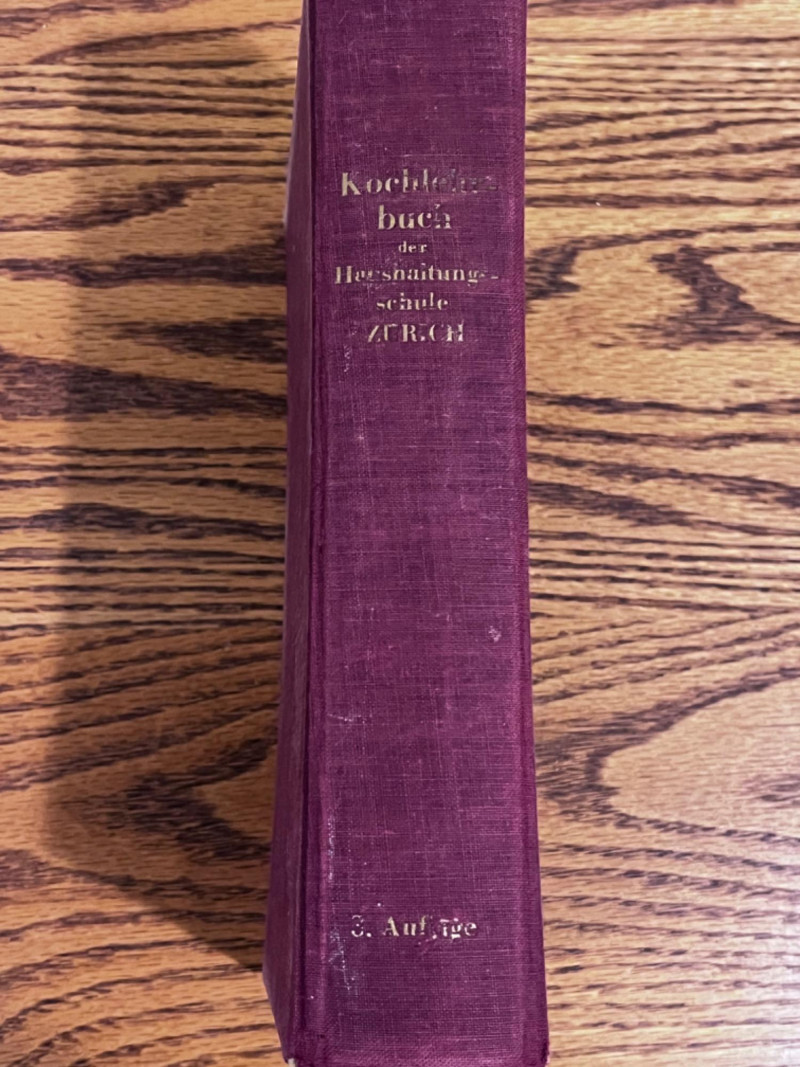 Kochlehr-
buch
der
Haushaltungs-
schule
ZÜRICH
3. Auflage